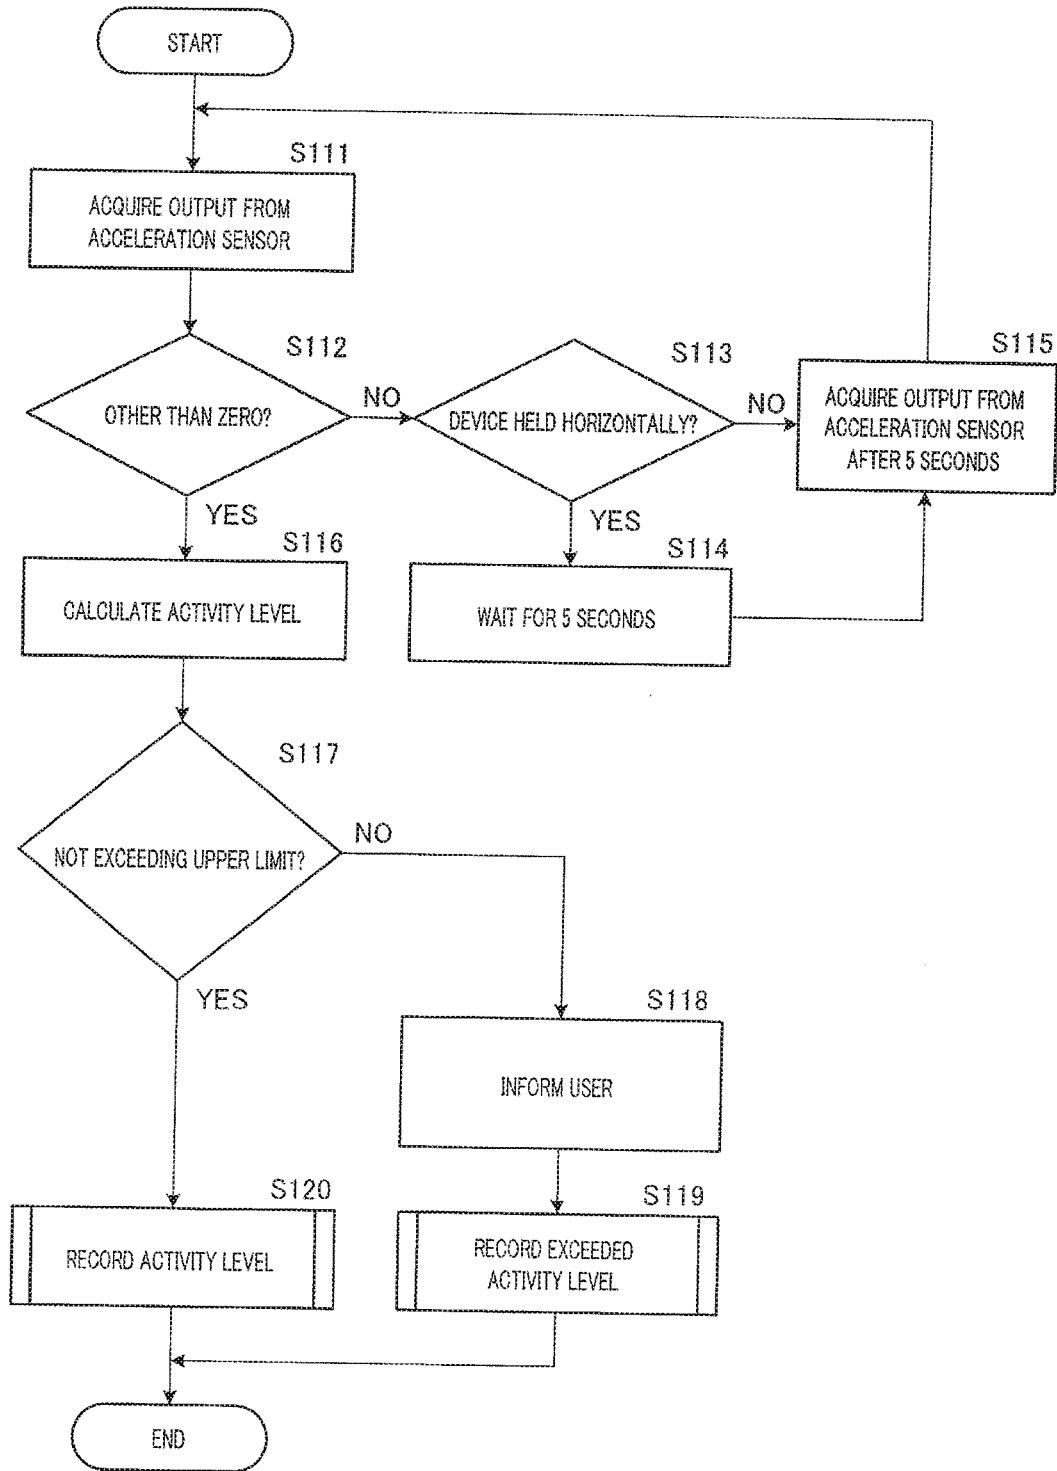 START
S111
ACQUIRE OUTPUT FROM
ACCELERATION SENSOR
S112
OTHER THAN ZERO?
NO
YES
S113
DEVICE HELD HORIZONTALLY?
NO
YES
S115
ACQUIRE OUTPUT FROM
ACCELERATION SENSOR
AFTER 5 SECONDS
S114
WAIT FOR 5 SECONDS
S116
CALCULATE ACTIVITY LEVEL
S117
NOT EXCEEDING UPPER LIMIT?
NO
YES
S118
INFORM USER
S119
RECORD EXCEEDED
ACTIVITY LEVEL
S120
RECORD ACTIVITY LEVEL
END